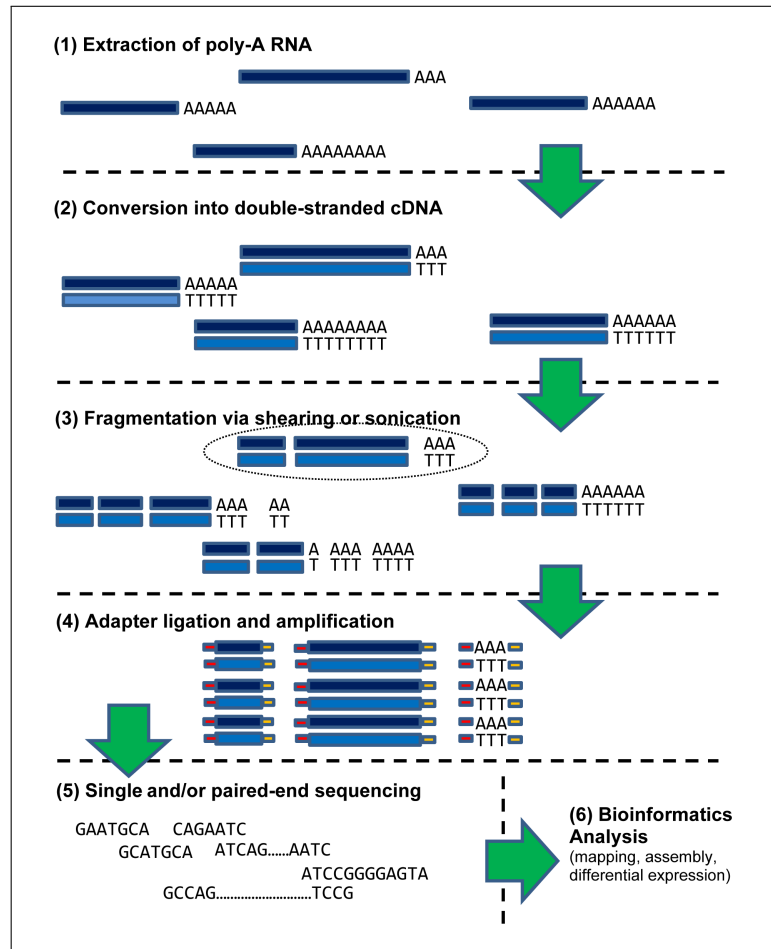 (1) Extraction of poly-A RNA
AAA
AAAAA
AAAAAA
AAAAAAAA
(2) Conversion into double-stranded cDNA
AAA
TTT
AAAAA
TTTTT
AAAAAAAA
TTTTTTTT
AAAAAA
TTTTTT
(3) Fragmentation via shearing or sonication
AAA
TTT
AAA AA
TTT TT
AAAAAA
TTTTTT
A AAA AAAA
T TTT TTTT
(4) Adapter ligation and amplification
AAA
TTT
AAA
TTT
AAA
TTT
(5) Single and/or paired-end sequencing
GAATGCA CAGAATC
GCATGCA ATCAG……AATC
ATCCGGGGAGTA
GCCAG……………………TCCG
(6) Bioinformatics
Analysis
(mapping, assembly,
differential expression)